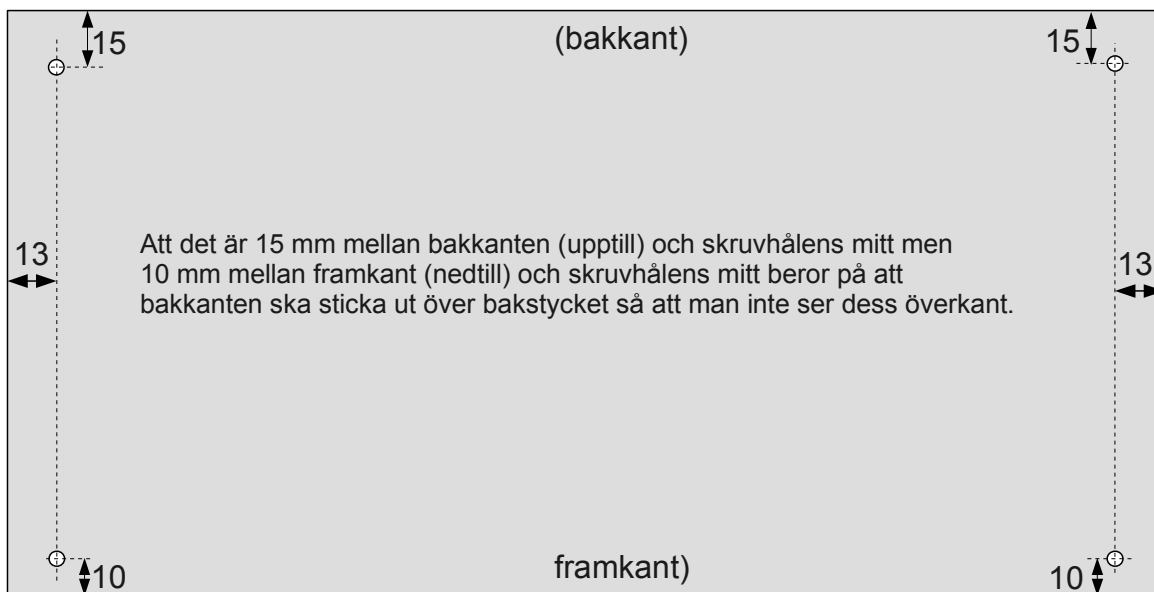 15
(bakkant)
15
13
Att det är 15 mm mellan bakkanten (upptill) och skruvhålens mitt men
10 mm mellan framkant (nedtill) och skruvhålens mitt beror på att
bakkanten ska sticka ut över bakstycket så att man inte ser dess överkant.
13
10
framkant)
10